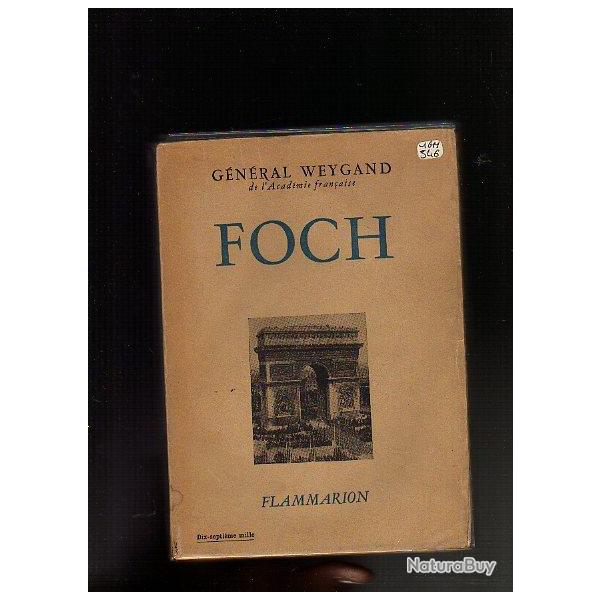 GÉNÉRAL WEYGAND
de l'Académie française
FOCH
FLAMMARION
Dix-septième mille
NaturaBuy